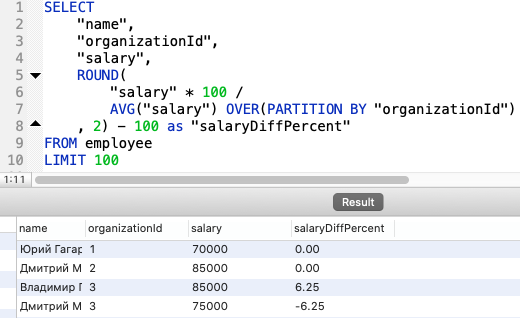 1 SELECT
2 "name",
3 "organizationId",
4 "salary",
5 ROUND(
6 "salary" * 100 /
7 AVG("salary") OVER(PARTITION BY "organizationId")
8 , 2) - 100 as "salaryDiffPercent"
9 FROM employee
10 LIMIT 100
1:11
Result
name organizationId salary salaryDiffPercent
Юрий Гагар 1 70000 0.00
Дмитрий М 2 85000 0.00
Владимир 3 85000 6.25
Дмитрий М 3 75000 -6.25